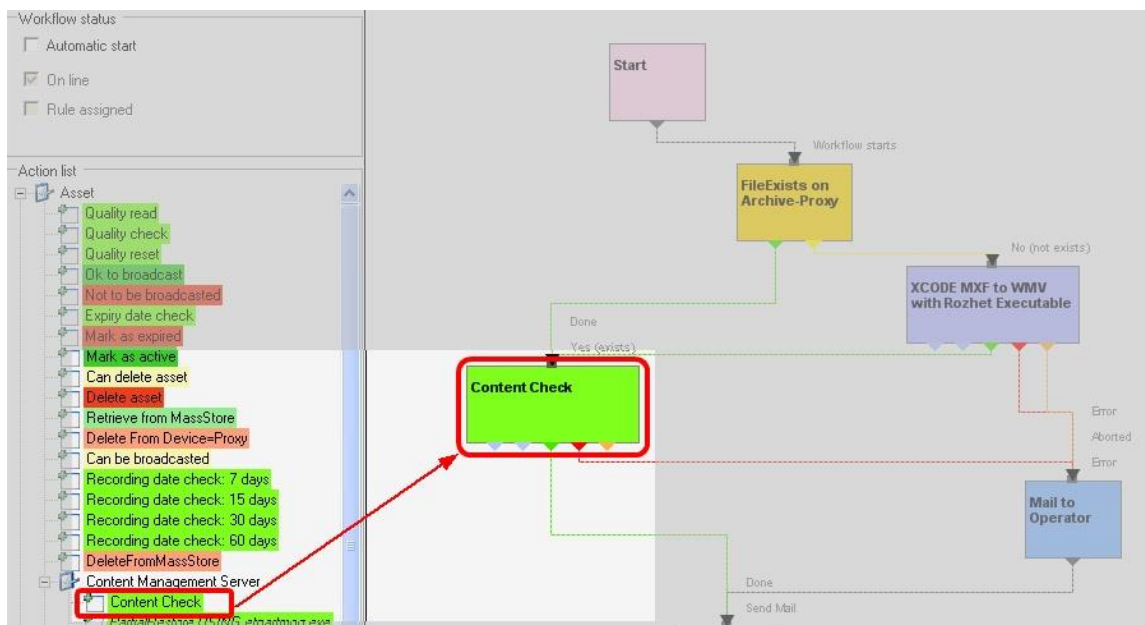 Workflow status
Automatic start
On line
Rule assigned
Action list
Asset
Quality read
Quality check
Quality reset
Ok to broadcast
Not to be broadcasted
Expiry date check
Mark as expired
Mark as active
Can delete asset
Delete asset
Retrieve from MassStore
Delete From Device=Proxy
Can be broadcasted
Recording date check: 7 days
Recording date check: 15 days
Recording date check: 30 days
Recording date check: 60 days
DeleteFromMassStore
Content Management Server
Content Check
Start
Workflow starts
FileExists on
Archive-Proxy
No (not exists)
XCODE MXF to WMV
with Rozhet Executable
Done
Yes (exists)
Content Check
Error
Aborted
Error
Mail to
Operator
Done
Send Mail